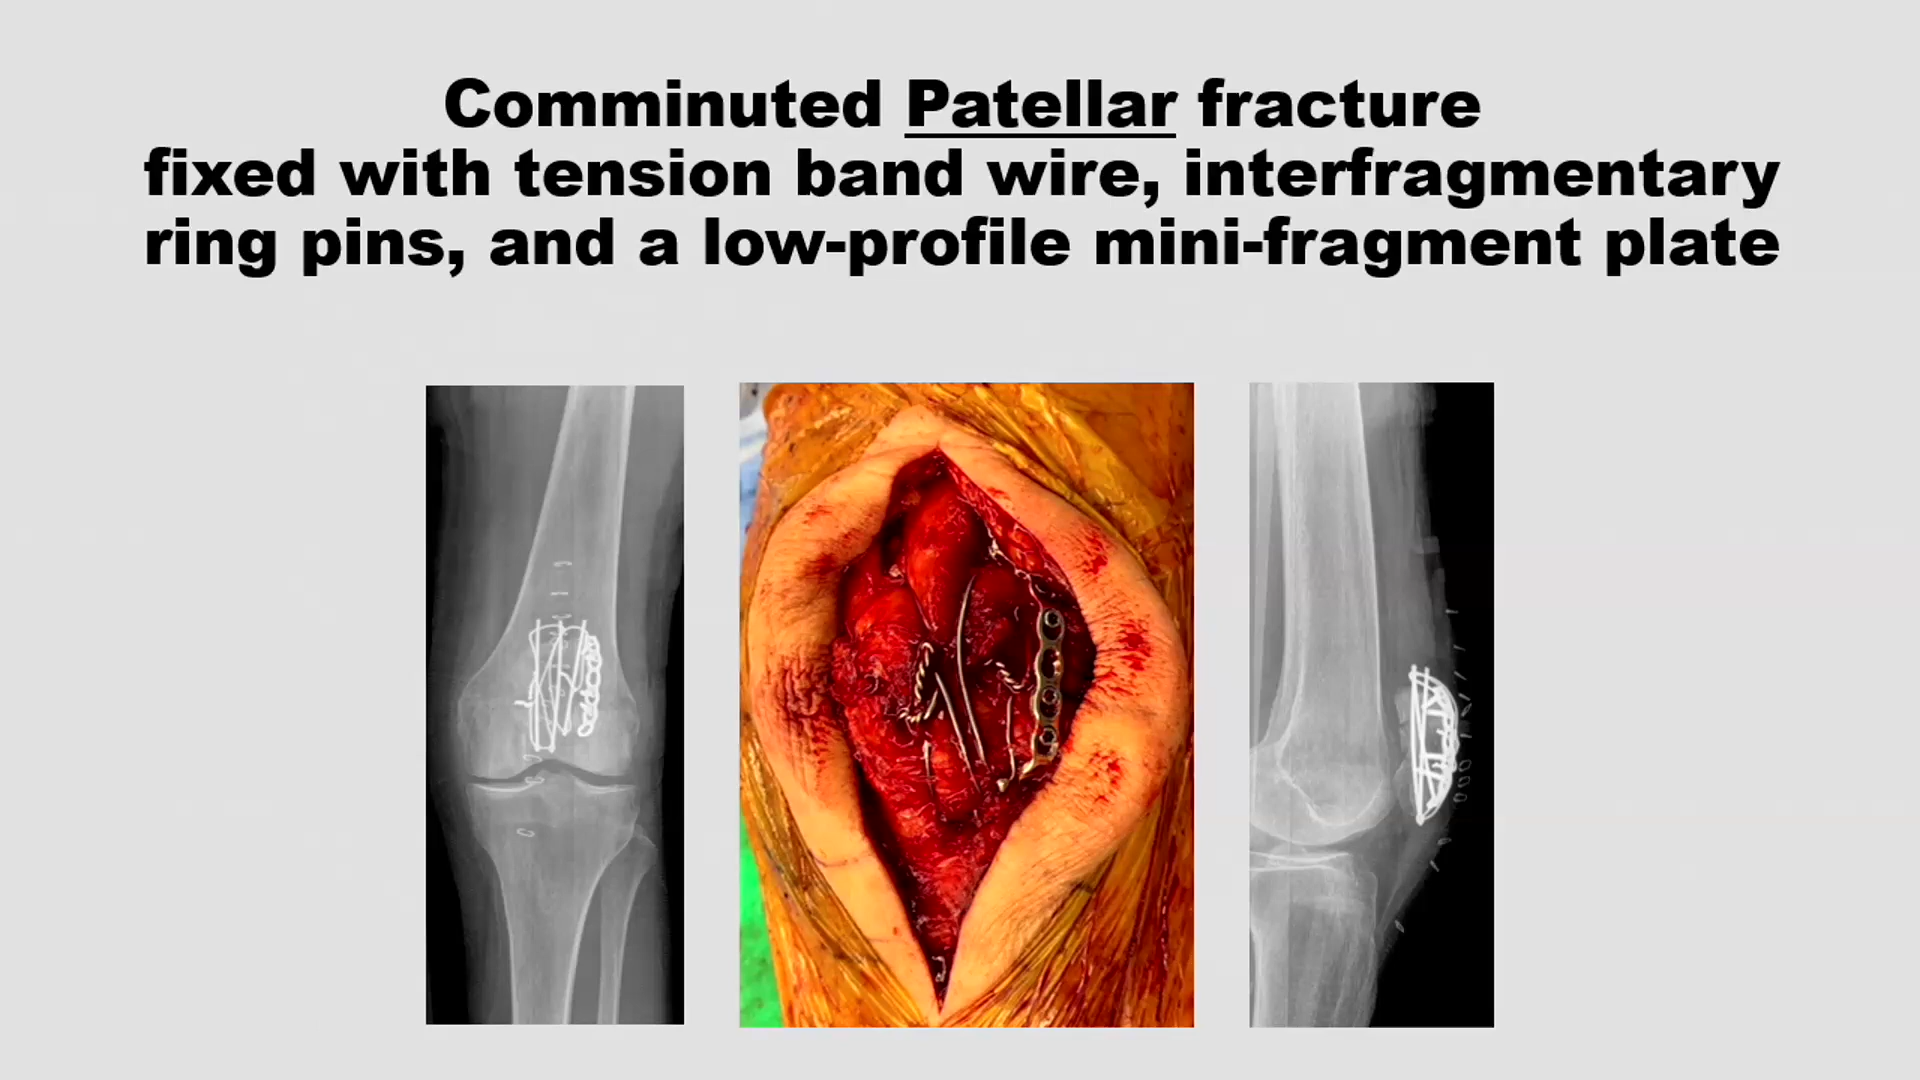 Comminuted Patellar fracture
fixed with tension band wire, interfragmentary
ring pins, and a low-profile mini-fragment plate